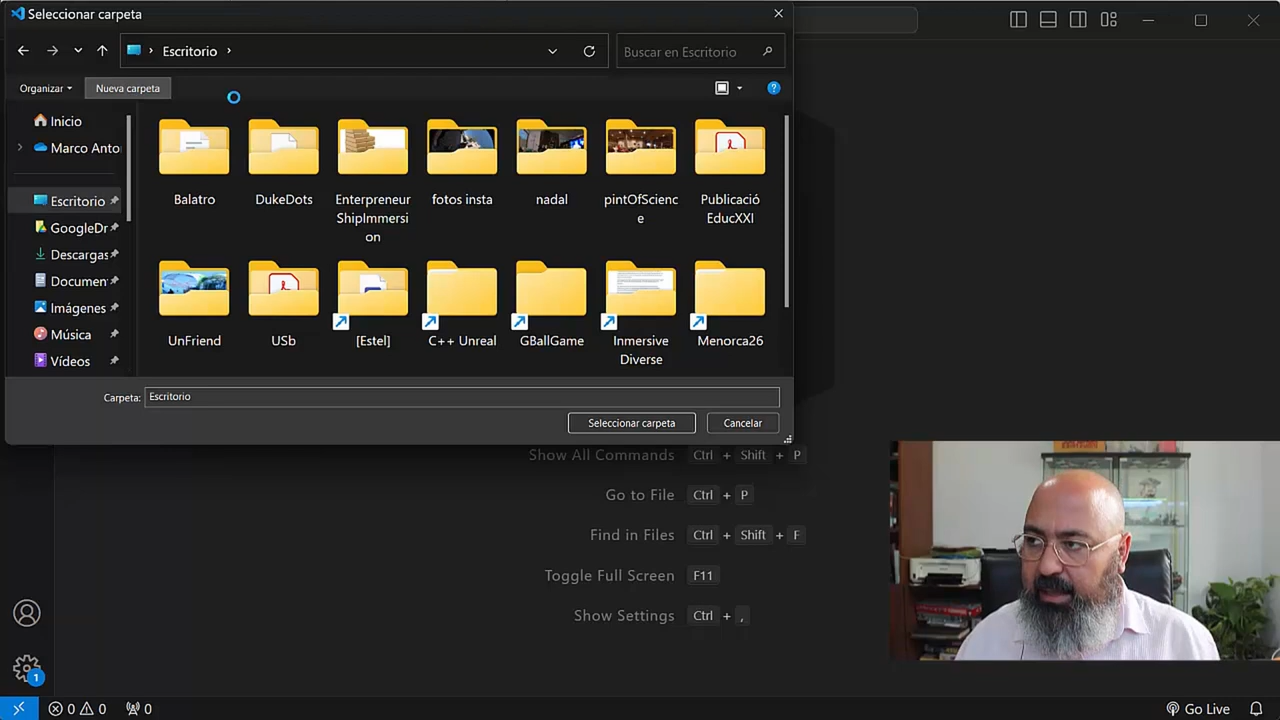 Seleccionar carpeta
Escritorio
Buscar en Escritorio
Organizar
Nueva carpeta
Inicio
Marco Anto
Escritorio
GoogleDr
Descargas
Documen
Imágenes
Música
Vídeos
Balatro
DukeDots
Enterpreneur
ShipImmersi
on
fotos insta
nadal
pintOfScienc
e
Publicació
EducXXI
UnFriend
USb
[Estel]
C++ Unreal
GBallGame
Inmersive
Diverse
Menorca26
Carpeta: Escritorio
Seleccionar carpeta
Cancelar
Show All Commands Ctrl + Shift + P
Go to File Ctrl + P
Find in Files Ctrl + Shift + F
Toggle Full Screen F11
Show Settings Ctrl + ,
1
0 0 0
Go Live